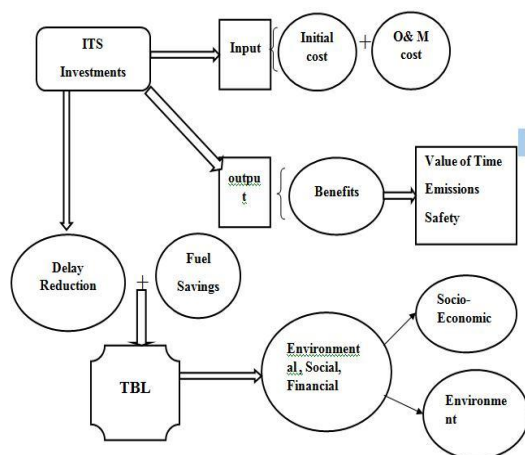 ITS
Investments
Input
Initial
cost
+
O& M
cost
outpu
t
Benefits
Value of Time
Emissions
Safety
Delay
Reduction
+
Fuel
Savings
TBL
Environment
al , Social,
Financial
Socio-
Economic
Environme
nt